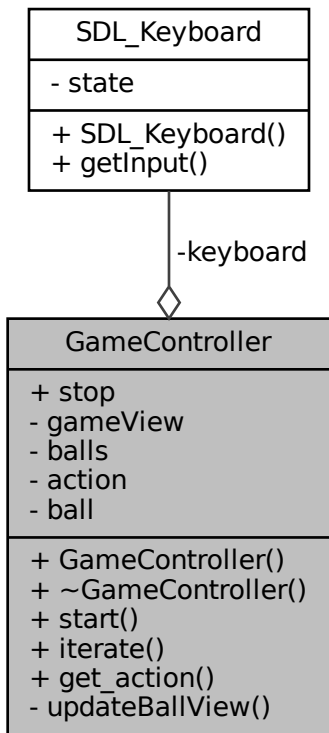 SDL_Keyboard
- state
+ SDL_Keyboard()
+ getInput()
-keyboard
GameController
+ stop
- gameView
- balls
- action
- ball
+ GameController()
+ ~GameController()
+ start()
+ iterate()
+ get_action()
- updateBallView()